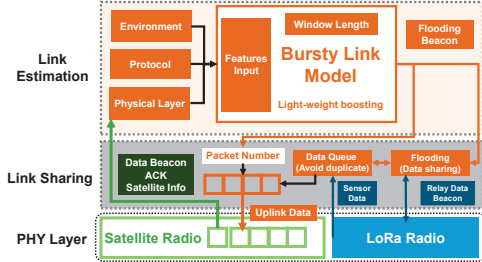 Link
Estimation
Environment
Protocol
Physical Layer
Features
Input
Window Length
Bursty Link
Model
Light-weight boosting
Flooding
Beacon
Link Sharing
Data Beacon
ACK
Satellite Info
Packet Number
Data Queue
(Avoid duplicate)
Flooding
(Data sharing)
Sensor
Data
Relay Data
Beacon
Uplink Data
PHY Layer
Satellite Radio
LoRa Radio